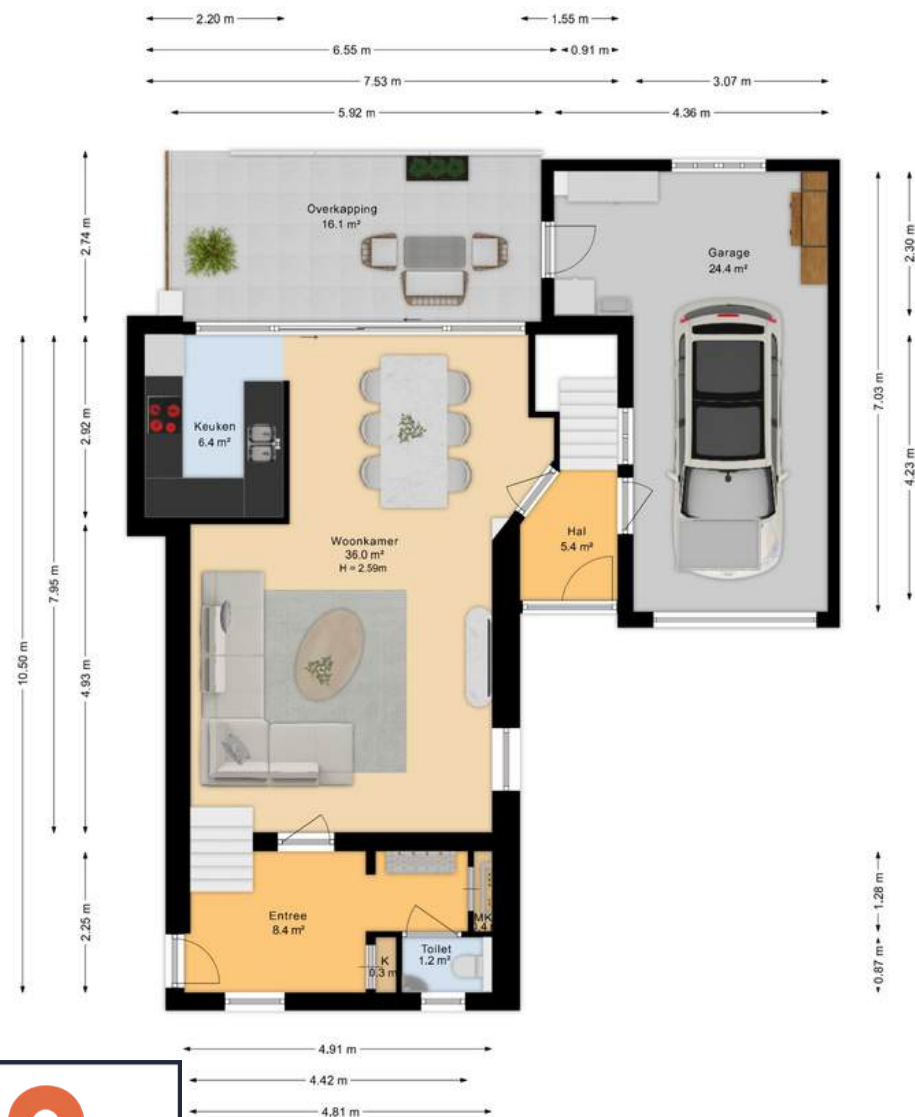 2.20 m
1.55 m
6.55 m
0.91 m
7.53 m
3.07 m
5.92 m
4.36 m
Overkapping
16.1 m²
Garage
24.4 m²
2.74 m
2.30 m
7.03 m
Keuken
6.4 m²
2.92 m
4.23 m
Woonkamer
36.0 m²
H = 2.59m
Hal
5.4 m²
7.95 m
10.50 m
4.93 m
Entree
8.4 m²
MK
0.4
Toilet
1.2 m²
K
0.3 m
2.25 m
1.28 m
0.87 m
4.91 m
4.42 m
4.81 m